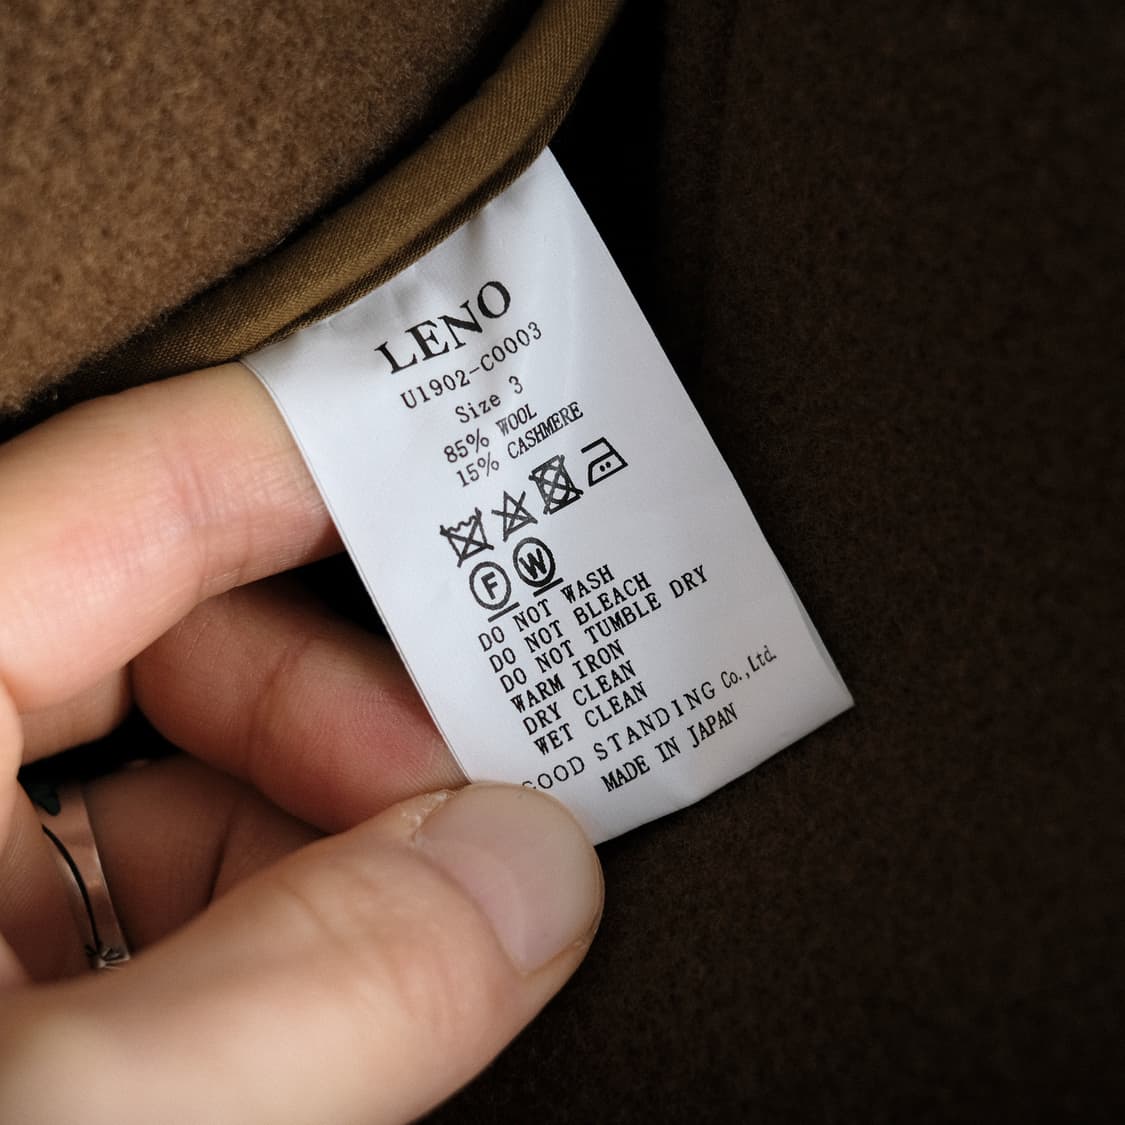 LENO
U1902-C0003
Size 3
85% WOOL
15% CASHMERE
F W
DO NOT WASH
DO NOT BLEACH
DO NOT TUMBLE DRY
WARM IRON
DRY CLEAN
WET CLEAN
GOOD STANDING Co.,Ltd.
MADE IN JAPAN